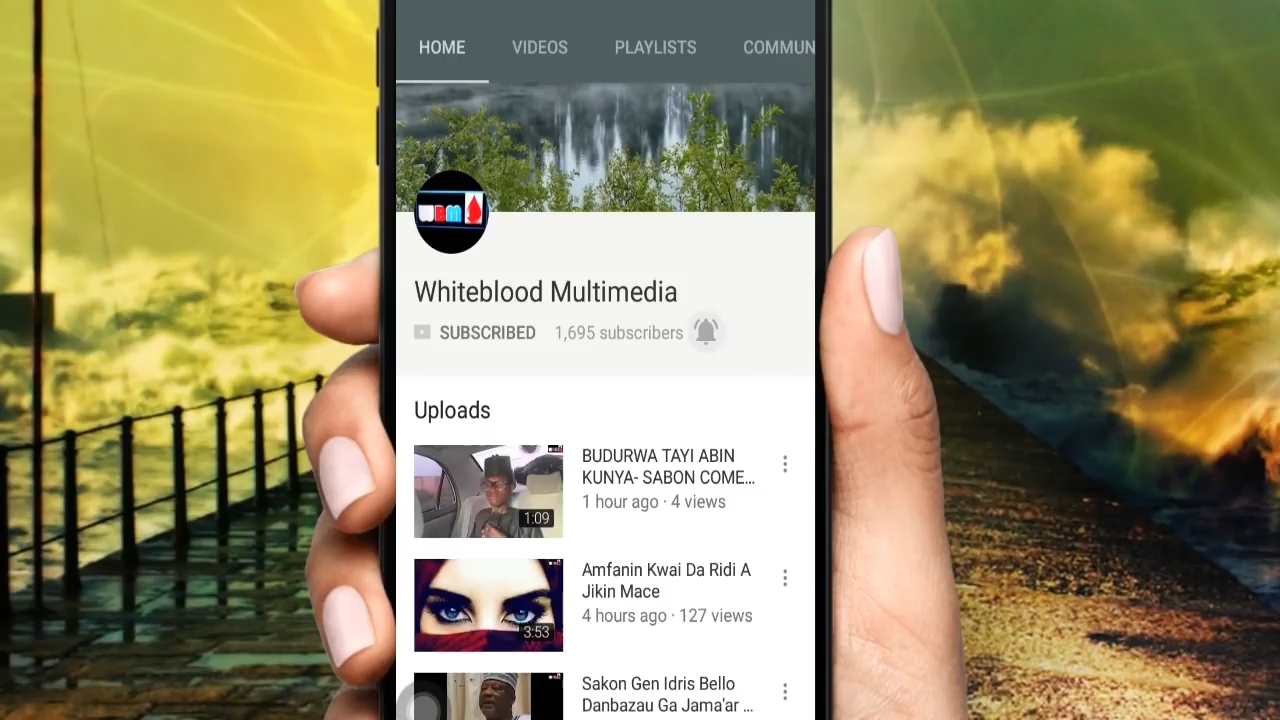 HOME VIDEOS PLAYLISTS COMMUN
WBM
Whiteblood Multimedia
SUBSCRIBED 1,695 subscribers
Uploads
BUDURWA TAYI ABIN
KUNYA- SABON COME...
1 hour ago · 4 views
1:09
Amfanin Kwai Da Ridi A
Jikin Mace
4 hours ago · 127 views
3:53
Sakon Gen Idris Bello
Danbazau Ga Jama'ar ...